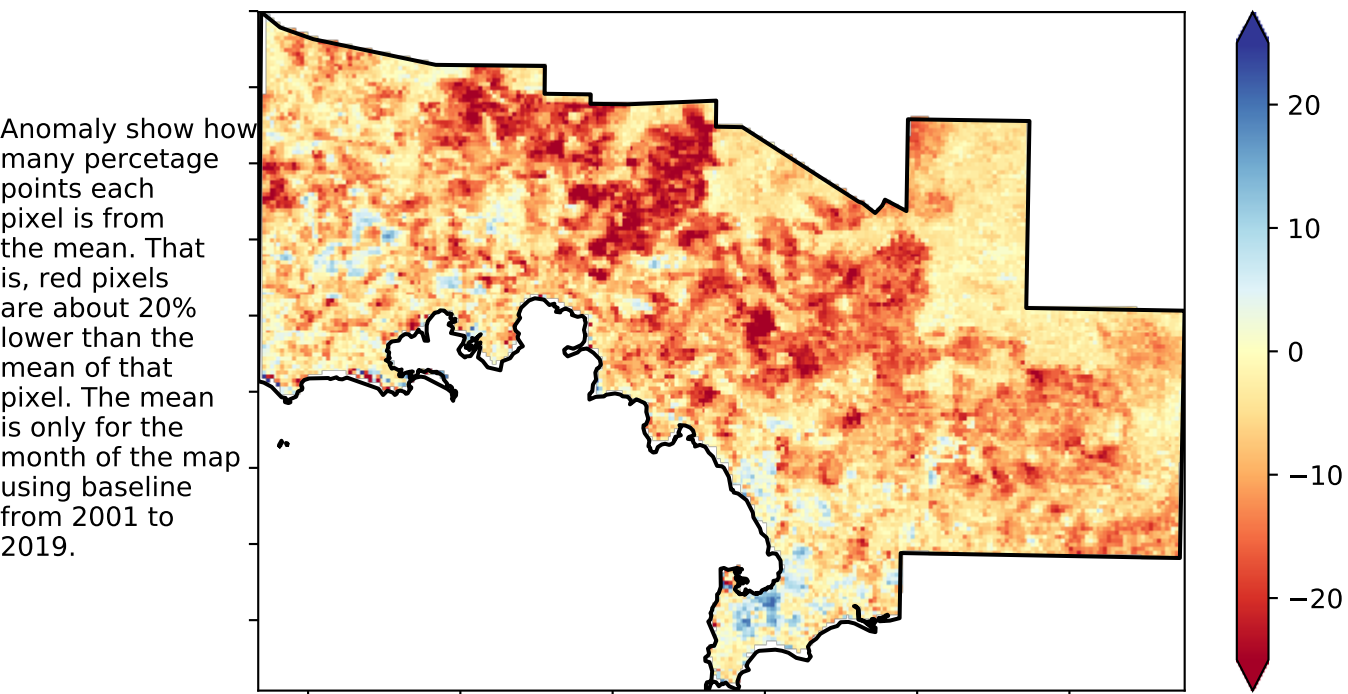 Anomaly show how
many percetage
points each
pixel is from
the mean. That
is, red pixels
are about 20%
lower than the
mean of that
pixel. The mean
is only for the
month of the map
using baseline
from 2001 to
2019.
20
10
0
−10
−20